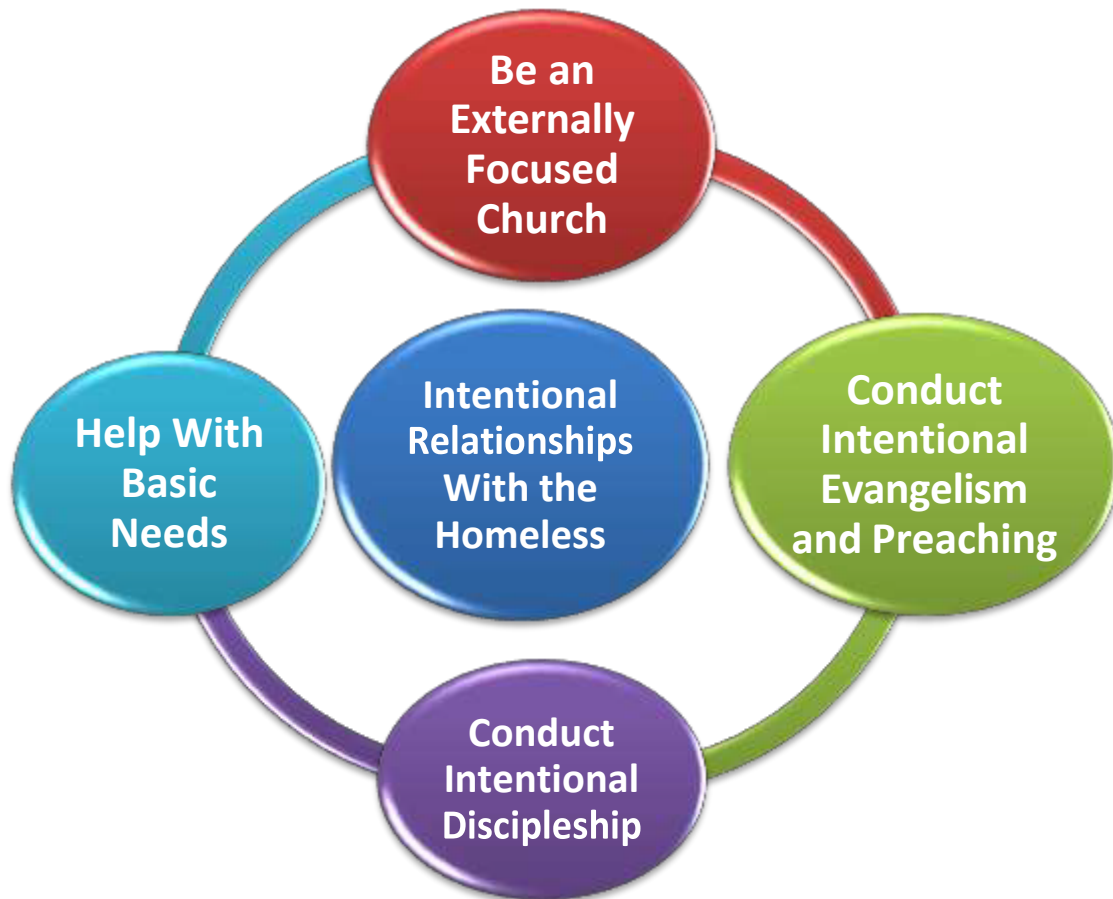 Be an
Externally
Focused
Church
Help With
Basic
Needs
Intentional
Relationships
With the
Homeless
Conduct
Intentional
Evangelism
and Preaching
Conduct
Intentional
Discipleship